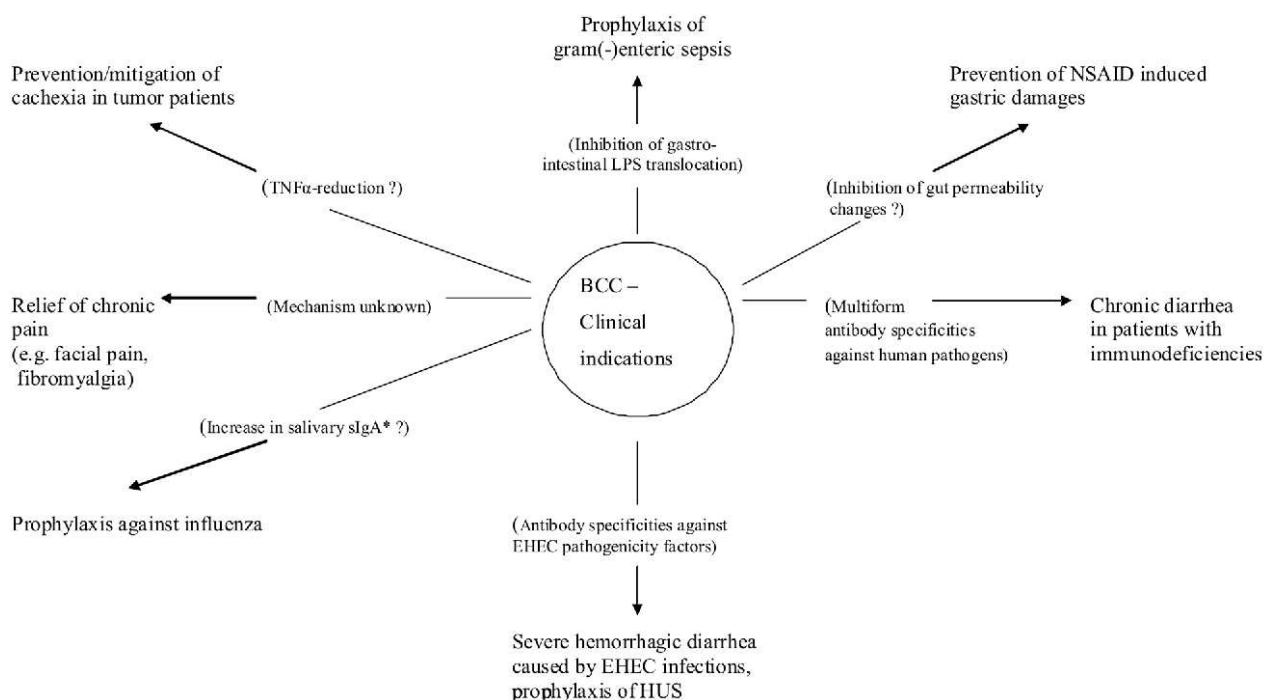 Prophylaxis of
gram(-)enteric sepsis
Prevention/mitigation of
cachexia in tumor patients
Prevention of NSAID induced
gastric damages
(Inhibition of gastro-
intestinal LPS translocation)
(TNFα-reduction ?)
(Inhibition of gut permeability
changes ?)
BCC –
Clinical
indications
Relief of chronic
pain
(e.g. facial pain,
fibromyalgia)
(Mechanism unknown)
(Multiform
antibody specificities
against human pathogens)
Chronic diarrhea
in patients with
immunodeficiencies
(Increase in salivary sIgA* ?)
Prophylaxis against influenza
(Antibody specificities against
EHEC pathogenicity factors)
Severe hemorrhagic diarrhea
caused by EHEC infections,
prophylaxis of HUS